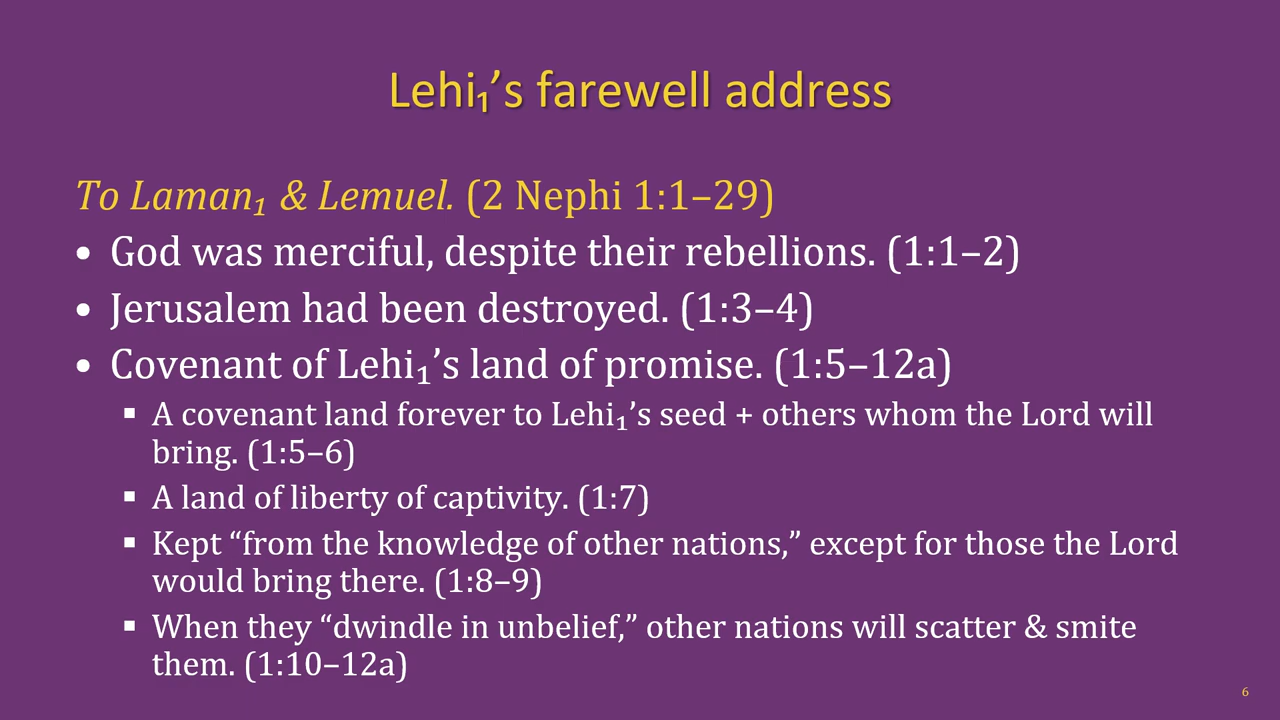 Lehi₁’s farewell address
To Laman₁ & Lemuel. (2 Nephi 1:1–29)
• God was merciful, despite their rebellions. (1:1–2)
• Jerusalem had been destroyed. (1:3–4)
• Covenant of Lehi₁’s land of promise. (1:5–12a)
▪ A covenant land forever to Lehi₁’s seed + others whom the Lord will
bring. (1:5–6)
▪ A land of liberty of captivity. (1:7)
▪ Kept “from the knowledge of other nations,” except for those the Lord
would bring there. (1:8–9)
▪ When they “dwindle in unbelief,” other nations will scatter & smite
them. (1:10–12a)
6